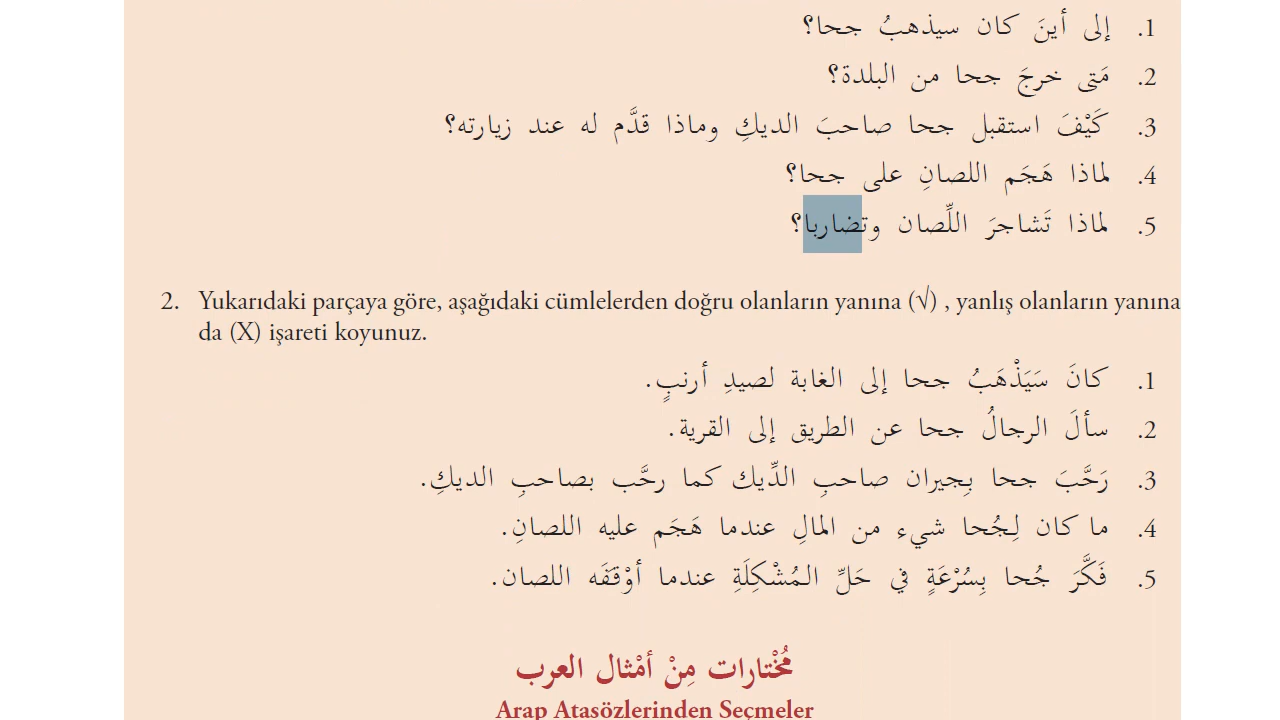 1. إلى أينَ كان سيذهبُ جحا؟
2. مَتى خرجَ جحا من البلدة؟
3. كَيْفَ استقبل جحا صاحبَ الديكِ وماذا قدَّم له عند زيارته؟
4. لماذا هَجَم اللصانِ على جحا؟
5. لماذا تَشاجرَ اللِّصان وتضاربا؟
2. Yukarıdaki parçaya göre, aşağıdaki cümlelerden doğru olanların yanına (√) , yanlış olanların yanına
da (X) işareti koyunuz.
1. كانَ سَيَذْهَبُ جحا إلى الغابة لصيدِ أرنبٍ.
2. سألَ الرجالُ جحا عن الطريق إلى القرية.
3. رَحَّبَ جحا بِجيران صاحبِ الدِّيك كما رحَّب بصاحبِ الديكِ.
4. ما كان لِجُحا شيء من المالِ عندما هَجَم عليه اللصانِ.
5. فَكَّرَ جُحا بِسُرْعَةٍ في حَلِّ المُشْكِلَةِ عندما أوْقَفَه اللصان.
مُخْتارات مِنْ أمْثال العرب
Arap Atasözlerinden Seçmeler